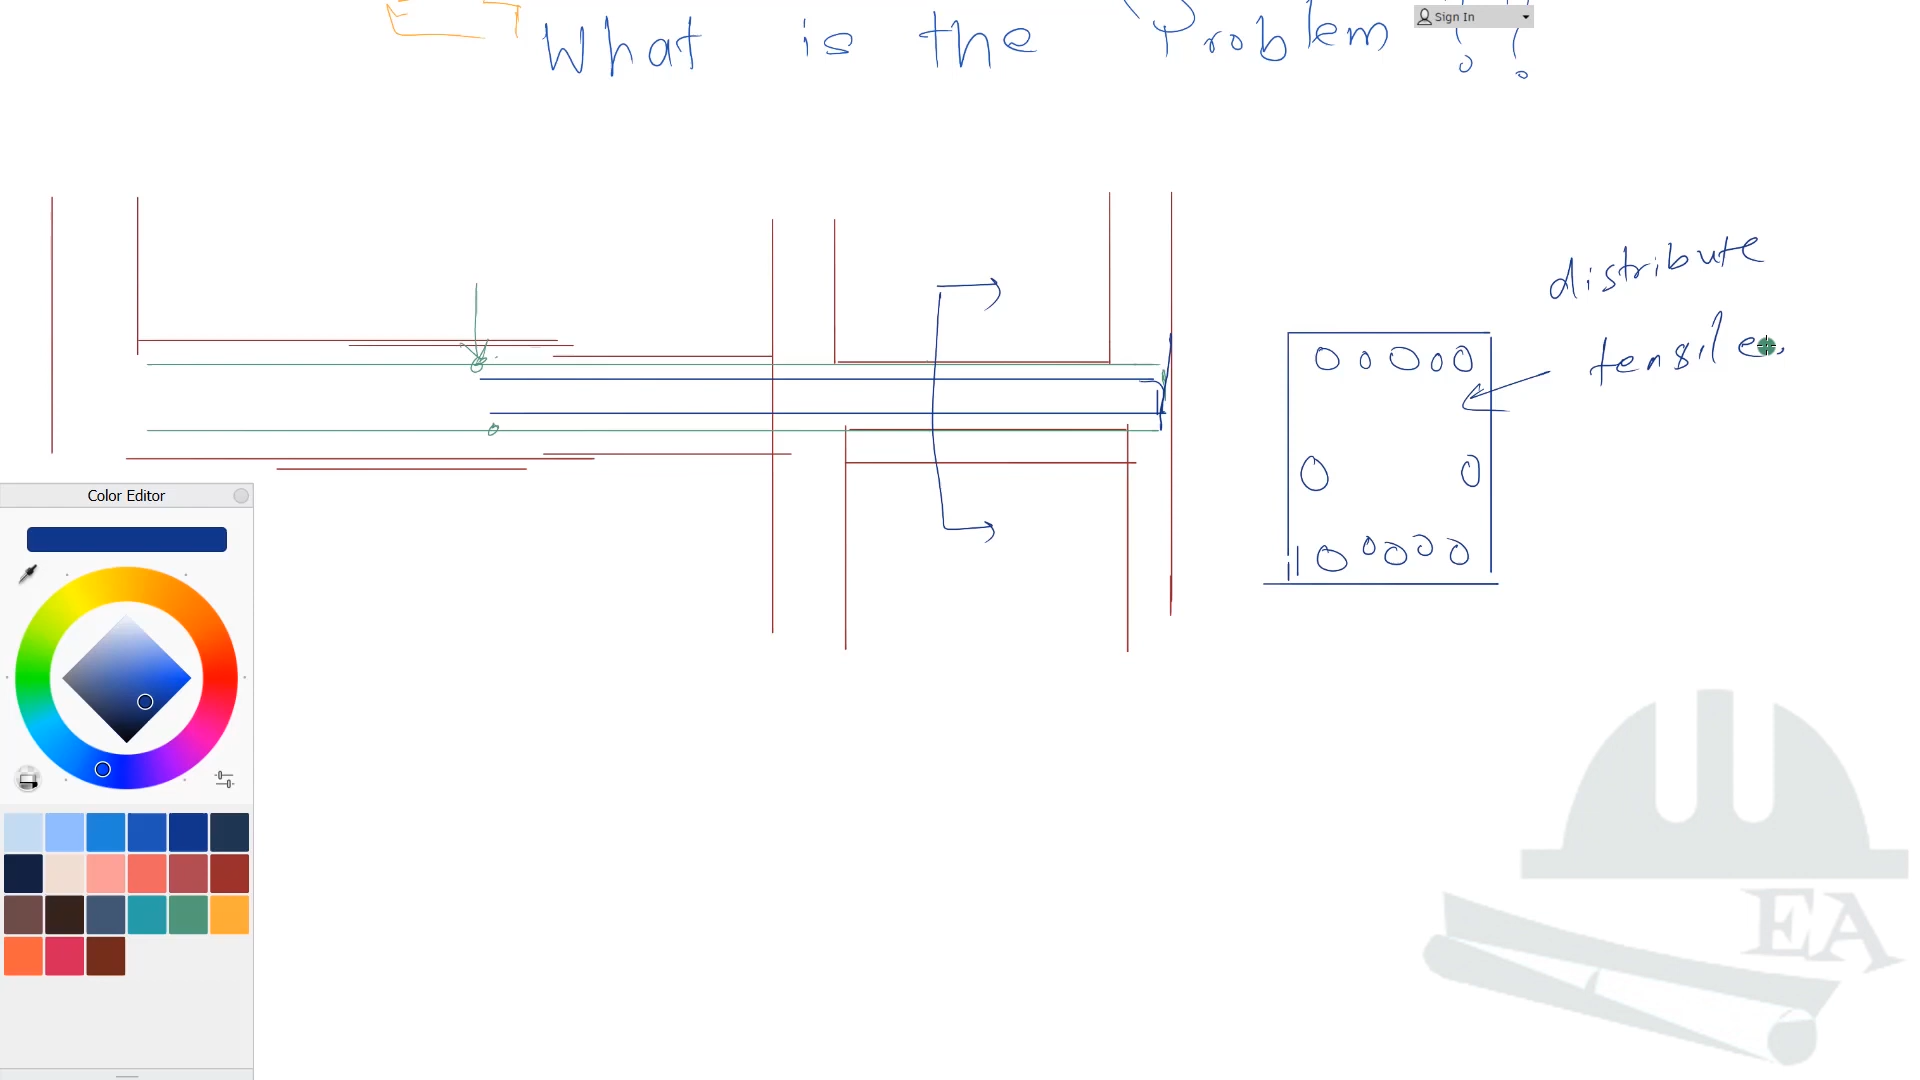 What is the Problem ??
Sign In
distribute
tensile.
Color Editor
EA